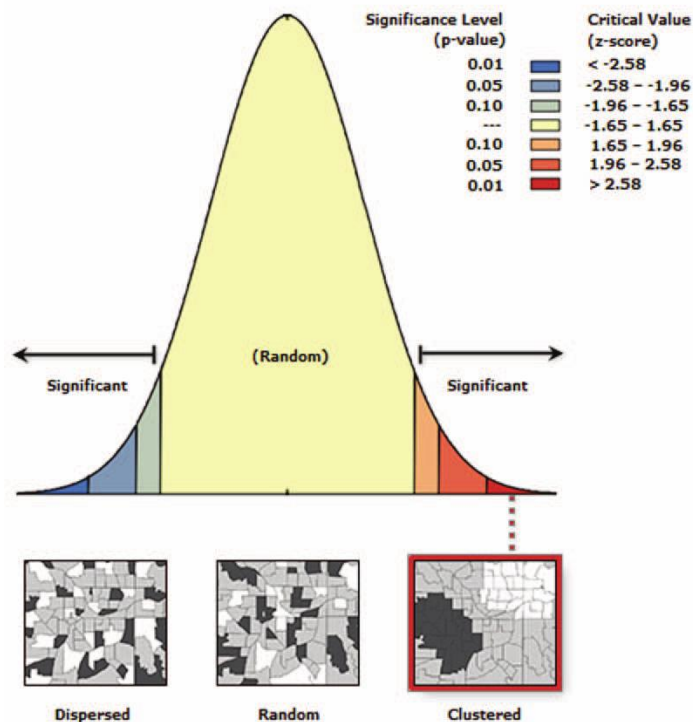 Significance Level Critical Value
(p-value) (z-score)
0.01 < -2.58
0.05 -2.58 – -1.96
0.10 -1.96 – -1.65
--- -1.65 – 1.65
0.10 1.65 – 1.96
0.05 1.96 – 2.58
0.01 > 2.58
(Random)
Significant Significant
Dispersed Random Clustered